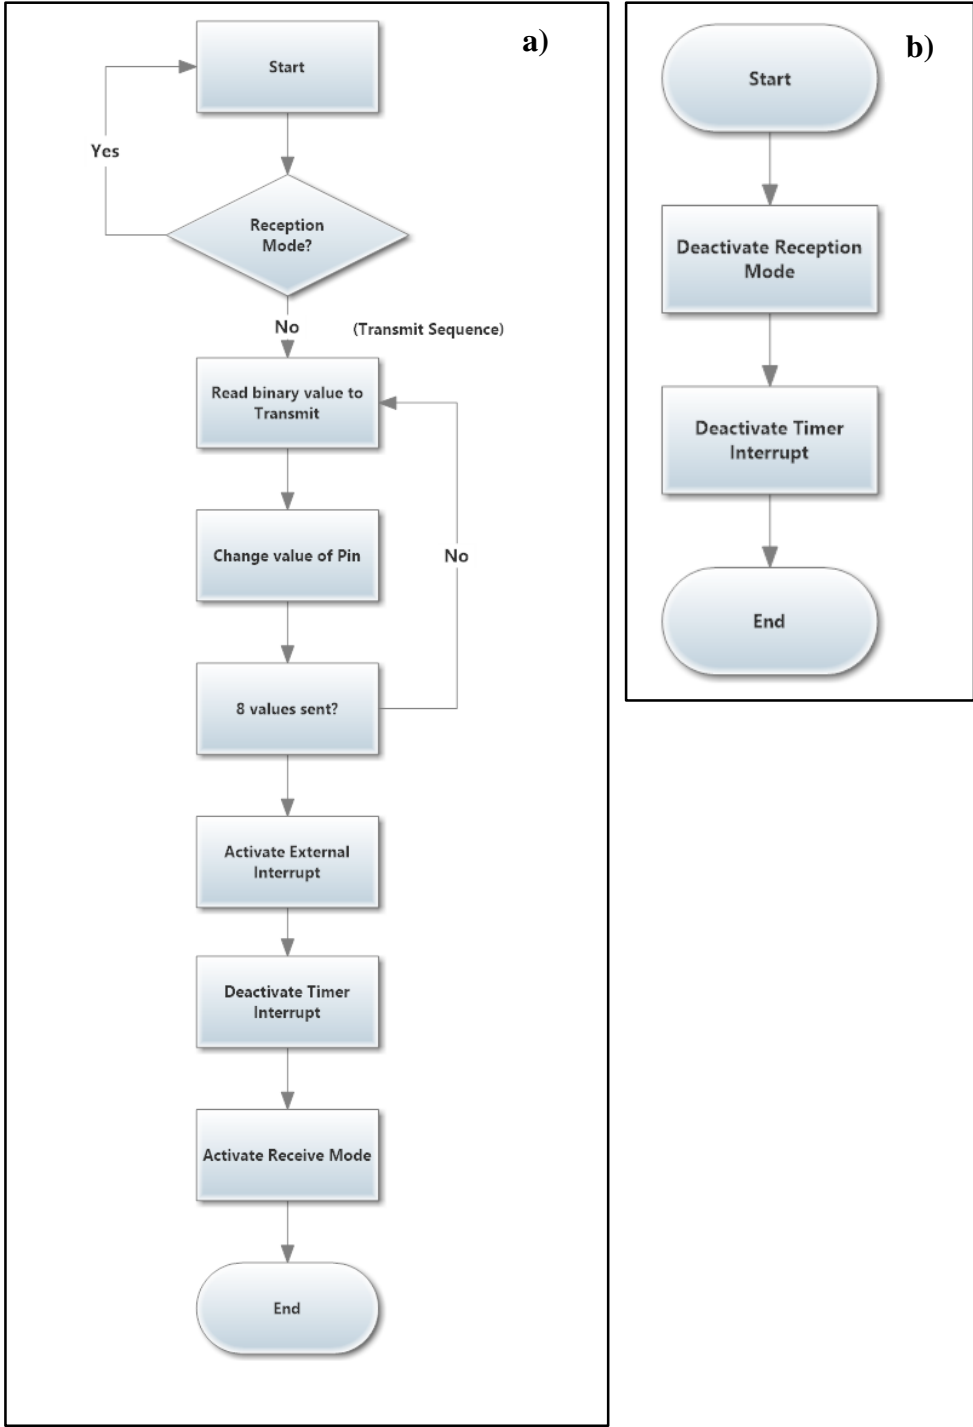 a)
Start
Yes
Reception
Mode?
No
(Transmit Sequence)
Read binary value to
Transmit
Change value of Pin
No
8 values sent?
Activate External
Interrupt
Deactivate Timer
Interrupt
Activate Receive Mode
End
b)
Start
Deactivate Reception
Mode
Deactivate Timer
Interrupt
End